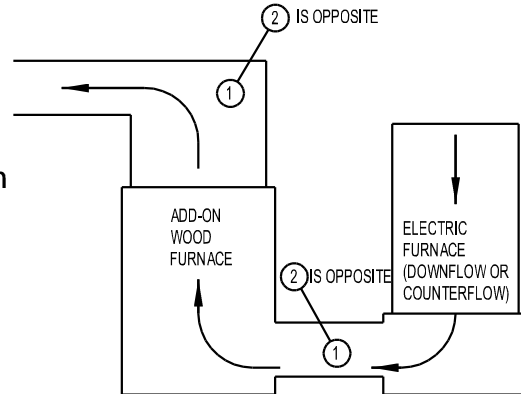 2 IS OPPOSITE
1
n
ADD-ON
WOOD
FURNACE
ELECTRIC
FURNACE
(DOWNFLOW OR
COUNTERFLOW)
2 IS OPPOSITE
1